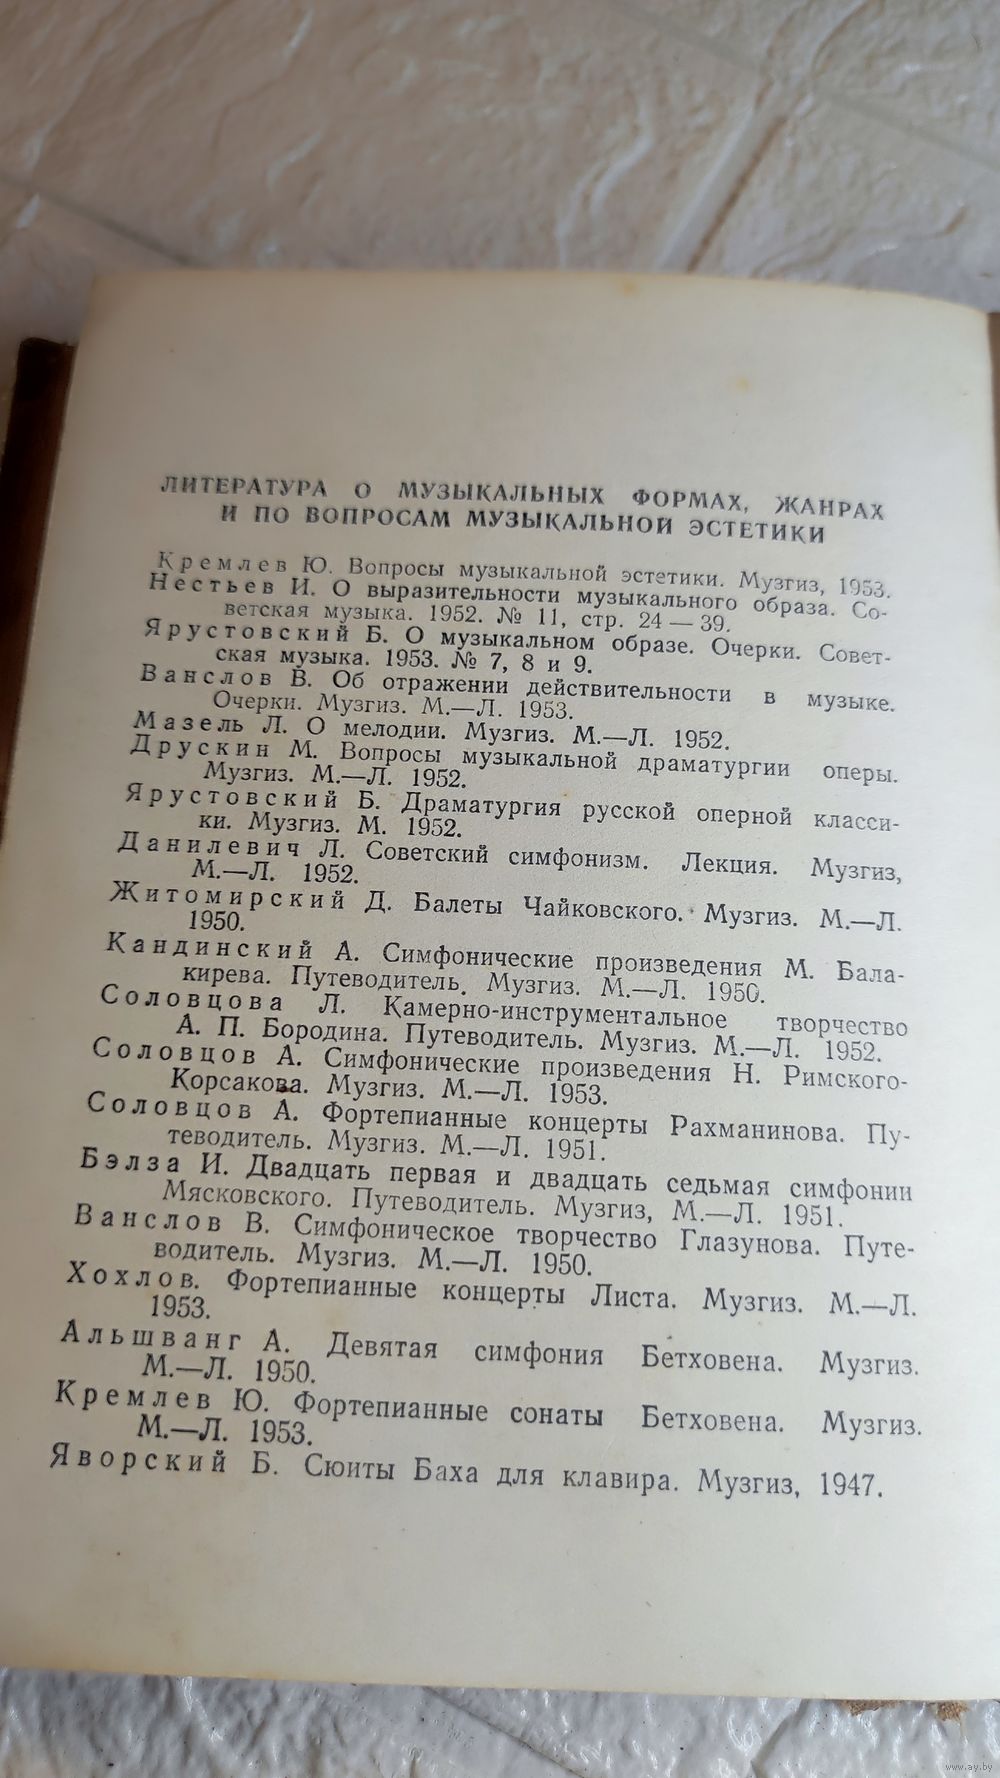 ЛИТЕРАТУРА О МУЗЫКАЛЬНЫХ ФОРМАХ, ЖАНРАХ
И ПО ВОПРОСАМ МУЗЫКАЛЬНОЙ ЭСТЕТИКИ
Кремлев Ю. Вопросы музыкальной эстетики. Музгиз, 1953.
Нестьев И. О выразительности музыкального образа. Со-
ветская музыка. 1952. № 11, стр. 24 — 39.
Ярустовский Б. О музыкальном образе. Очерки. Совет-
ская музыка. 1953. № 7, 8 и 9.
Ванслов В. Об отражении действительности в музыке.
Очерки. Музгиз. М.—Л. 1953.
Мазель Л. О мелодии. Музгиз. М.—Л. 1952.
Друскин М. Вопросы музыкальной драматургии оперы.
Музгиз. М.—Л. 1952.
Ярустовский Б. Драматургия русской оперной класси-
ки. Музгиз. М. 1952.
Данилевич Л. Советский симфонизм. Лекция. Музгиз,
М.—Л. 1952.
Житомирский Д. Балеты Чайковского. Музгиз. М.—Л.
1950.
Кандинский А. Симфонические произведения М. Бала-
кирева. Путеводитель. Музгиз. М.—Л. 1950.
Соловцова Л. Камерно-инструментальное творчество
А. П. Бородина. Путеводитель. Музгиз. М.—Л. 1952.
Соловцов А. Симфонические произведения Н. Римского-
Корсакова. Музгиз. М.—Л. 1953.
Соловцов А. Фортепианные концерты Рахманинова. Пу-
теводитель. Музгиз. М.—Л. 1951.
Бэлза И. Двадцать первая и двадцать седьмая симфонии
Мясковского. Путеводитель. Музгиз, М.—Л. 1951.
Ванслов В. Симфоническое творчество Глазунова. Путе-
водитель. Музгиз. М.—Л. 1950.
Хохлов. Фортепианные концерты Листа. Музгиз. М.—Л.
1953.
Альшванг А. Девятая симфония Бетховена. Музгиз.
М.—Л. 1950.
Кремлев Ю. Фортепианные сонаты Бетховена. Музгиз.
М.—Л. 1953.
Яворский Б. Сюиты Баха для клавира. Музгиз, 1947.
www.ay.by